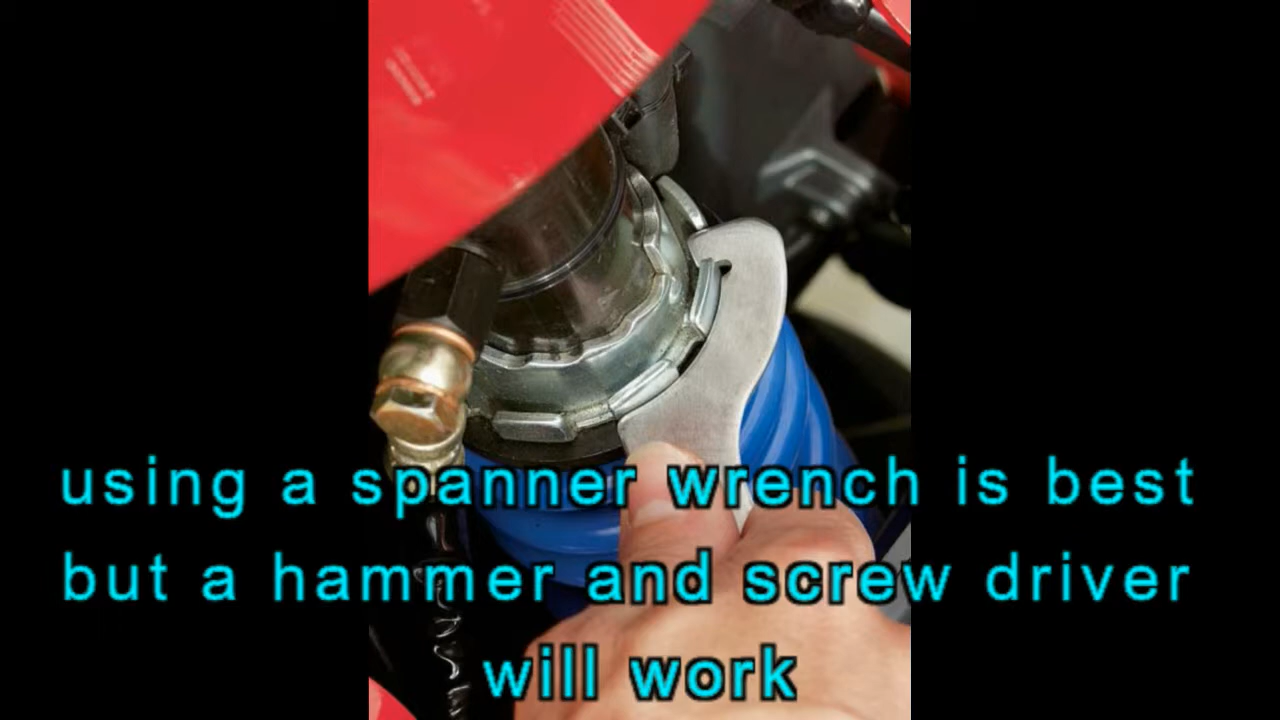 using a spanner wrench is best
but a hammer and screw driver
will work